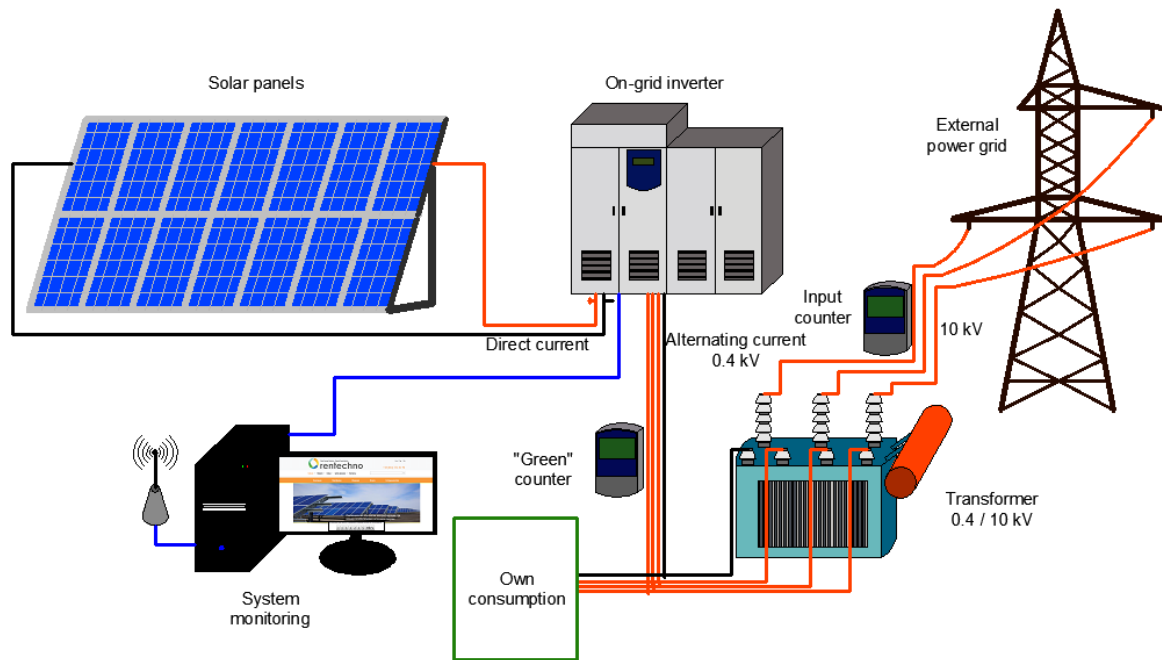 Solar panels
On-grid inverter
External
power grid
Input
counter
10 kV
Direct current
Alternating current
0.4 kV
"Green"
counter
rentechno
Transformer
0.4 / 10 kV
Own
consumption
System
monitoring